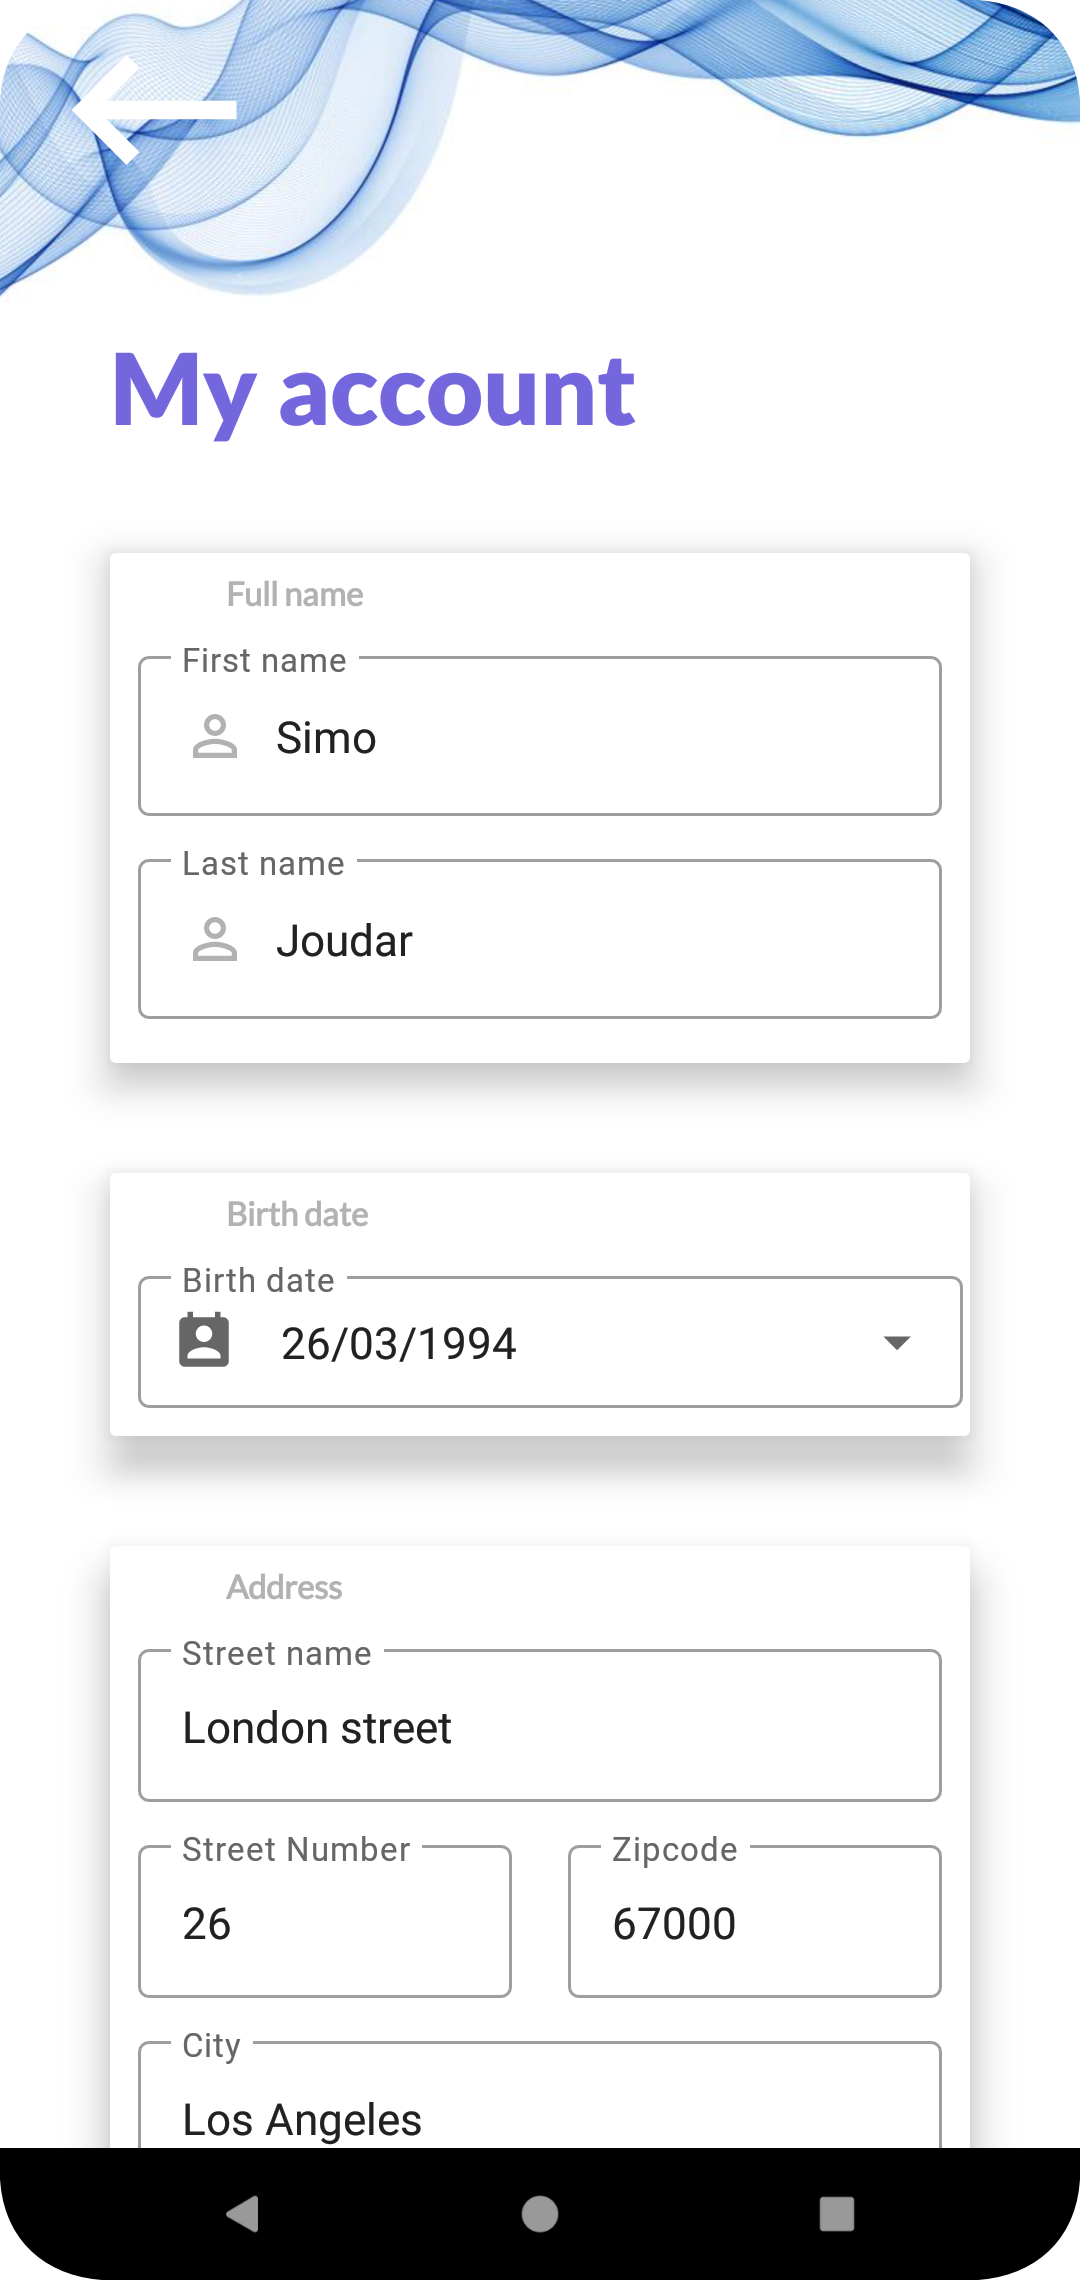 My account
Full name
First name
Simo
Last name
Joudar
Birth date
Birth date
26/03/1994
Address
Street name
London street
Street Number
26
Zipcode
67000
City
Los Angeles